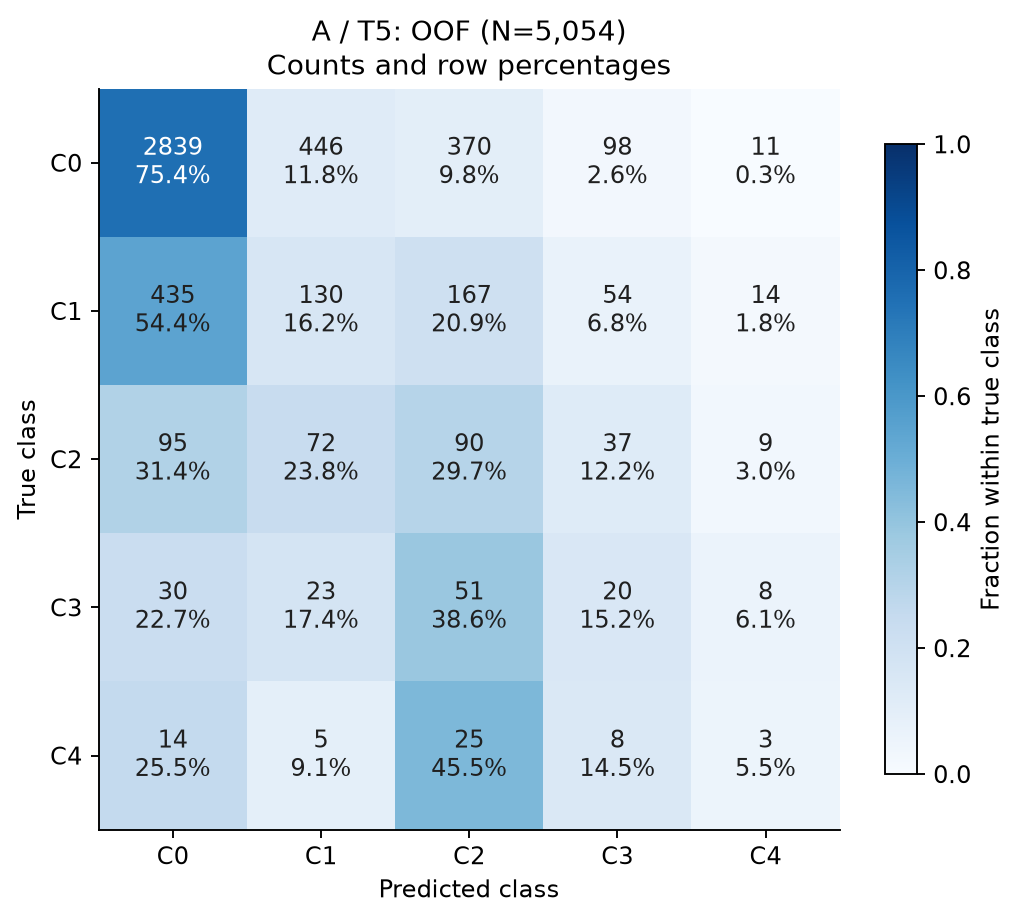 A / T5: OOF (N=5,054)
Counts and row percentages
C0 2839 446 370 98 11
75.4% 11.8% 9.8% 2.6% 0.3%
C1 435 130 167 54 14
54.4% 16.2% 20.9% 6.8% 1.8%
C2 95 72 90 37 9
31.4% 23.8% 29.7% 12.2% 3.0%
C3 30 23 51 20 8
22.7% 17.4% 38.6% 15.2% 6.1%
C4 14 5 25 8 3
25.5% 9.1% 45.5% 14.5% 5.5%
C0 C1 C2 C3 C4
Predicted class
True class
1.0
0.8
0.6
0.4
0.2
0.0
Fraction within true class